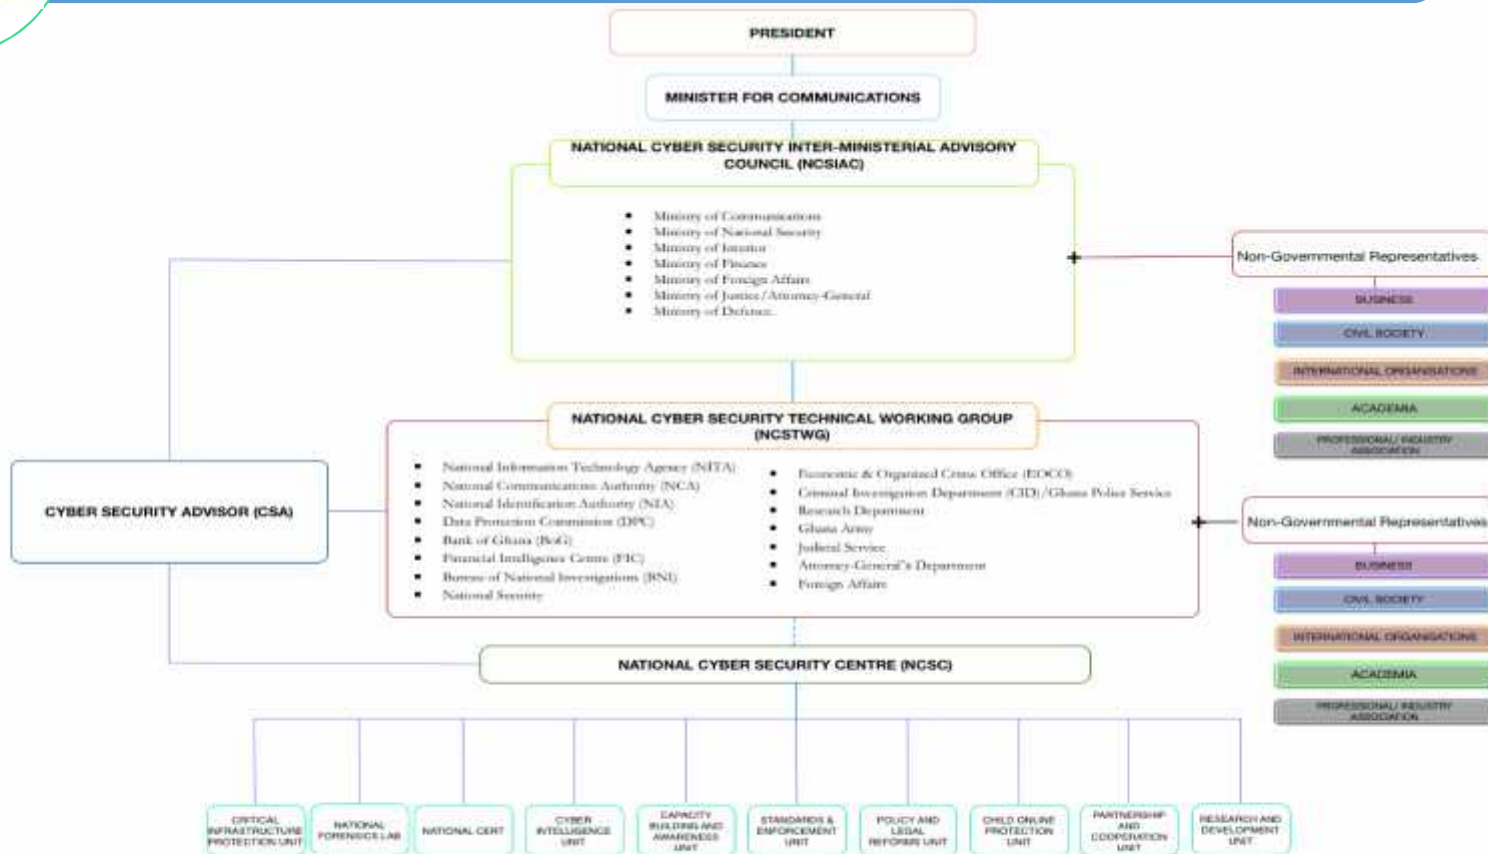 PRESIDENT
MINISTER FOR COMMUNICATIONS
NATIONAL CYBER SECURITY INTER-MINISTERIAL ADVISORY
COUNCIL (NCSIAC)
Ministry of Communications
Ministry of National Security
Ministry of Interior
Ministry of Finance
Ministry of Foreign Affairs
Ministry of Justice/Attorney-General
Ministry of Defence.
Non-Governmental Representatives
BUSINESS
CIVIL SOCIETY
INTERNATIONAL ORGANISATIONS
ACADEMIA
PROFESSIONAL/ INDUSTRY
ASSOCIATION
NATIONAL CYBER SECURITY TECHNICAL WORKING GROUP
(NCSTWG)
National Information Technology Agency (NITA)
National Communications Authority (NCA)
National Identification Authority (NIA)
Data Protection Commission (DPC)
Bank of Ghana (BoG)
Financial Intelligence Centre (FIC)
Bureau of National Investigations (BNI)
National Security
Economic & Organized Crime Office (EOCO)
Criminal Investigation Department (CID)/Ghana Police Service
Research Department
Ghana Army
Judicial Service
Attorney-General's Department
Foreign Affairs
CYBER SECURITY ADVISOR (CSA)
Non-Governmental Representatives
BUSINESS
CIVIL SOCIETY
INTERNATIONAL ORGANISATIONS
ACADEMIA
PROFESSIONAL/ INDUSTRY
ASSOCIATION
NATIONAL CYBER SECURITY CENTRE (NCSC)
CRITICAL
INFRASTRUCTURE
PROTECTION UNIT
NATIONAL
FORENSICS LAB
NATIONAL CERT
CYBER
INTELLIGENCE
UNIT
CAPACITY
BUILDING AND
AWARENESS
UNIT
STANDARDS &
ENFORCEMENT
UNIT
POLICY AND
LEGAL
REFORMS UNIT
CHILD ONLINE
PROTECTION
UNIT
PARTNERSHIP
AND
COOPERATION
UNIT
RESEARCH AND
DEVELOPMENT
UNIT